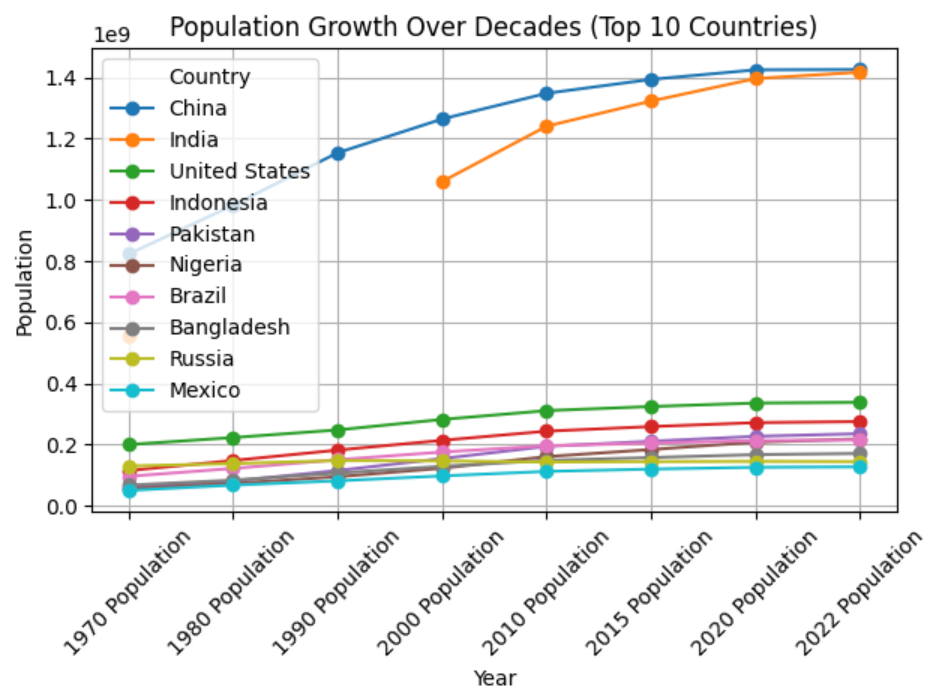 Population Growth Over Decades (Top 10 Countries)
1e9
Country
China
India
United States
Indonesia
Pakistan
Nigeria
Brazil
Bangladesh
Russia
Mexico
Population
1.4
1.2
1.0
0.8
0.6
0.4
0.2
0.0
1970 Population
1980 Population
1990 Population
2000 Population
2010 Population
2015 Population
2020 Population
2022 Population
Year